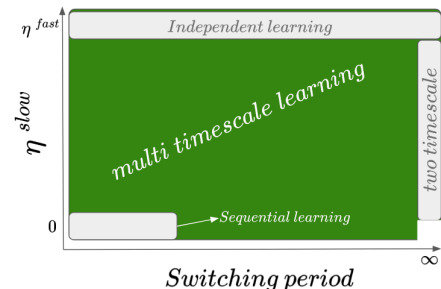 η fast
Independent learning
η slow
multi timescale learning
two timescale
Sequential learning
0
∞
Switching period